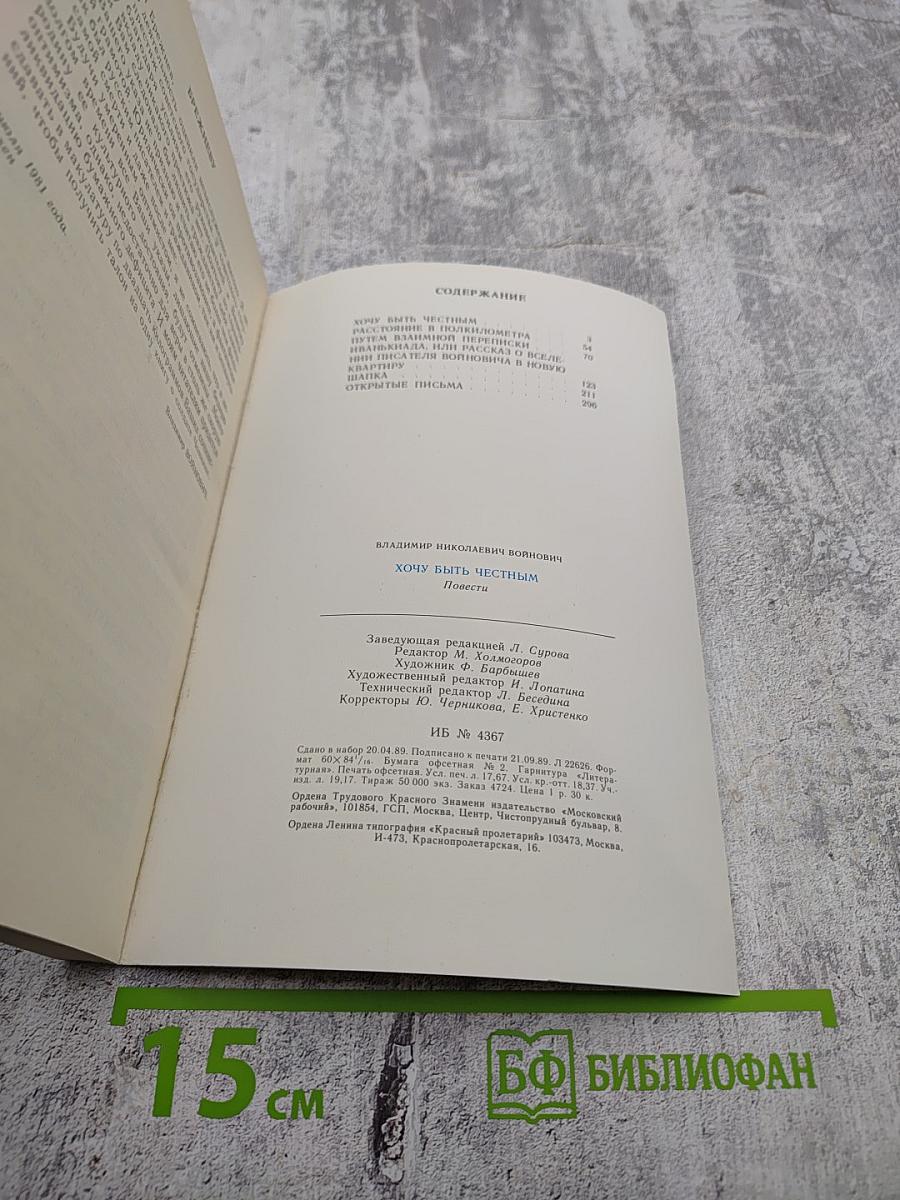 1981 года.
СОДЕРЖАНИЕ
ХОЧУ БЫТЬ ЧЕСТНЫМ 3
РАССТОЯНИЕ В ПОЛКИЛОМЕТРА 54
ПУТЕМ ВЗАИМНОЙ ПЕРЕПИСКИ 70
ИВАНЬКИАДА, ИЛИ РАССКАЗ О ВСЕЛЕ-
НИИ ПИСАТЕЛЯ ВОЙНОВИЧА В НОВУЮ
КВАРТИРУ 123
ШАПКА 211
ОТКРЫТЫЕ ПИСЬМА 296
ВЛАДИМИР НИКОЛАЕВИЧ ВОЙНОВИЧ
ХОЧУ БЫТЬ ЧЕСТНЫМ
Повести
Заведующая редакцией Л. Сурова
Редактор М. Холмогоров
Художник Ф. Барбышев
Художественный редактор И. Лопатина
Технический редактор Л. Беседина
Корректоры Ю. Черникова, Е. Христенко
ИБ № 4367
Сдано в набор 20.04.89. Подписано к печати 21.09.89. Л 22626. Фор-
мат 60×84¹/₁₆. Бумага офсетная № 2. Гарнитура «Литера-
турная». Печать офсетная. Усл. печ. л. 17,67. Усл. кр.-отт. 18,37. Уч.-
изд. л. 19,17. Тираж 50 000 экз. Заказ 4724. Цена 1 р. 30 к.
Ордена Трудового Красного Знамени издательство «Московский
рабочий», 101854, ГСП, Москва, Центр, Чистопрудный бульвар, 8.
Ордена Ленина типография «Красный пролетарий» 103473, Москва,
И-473, Краснопролетарская, 16.
15 см
БФ БИБЛИОФАН